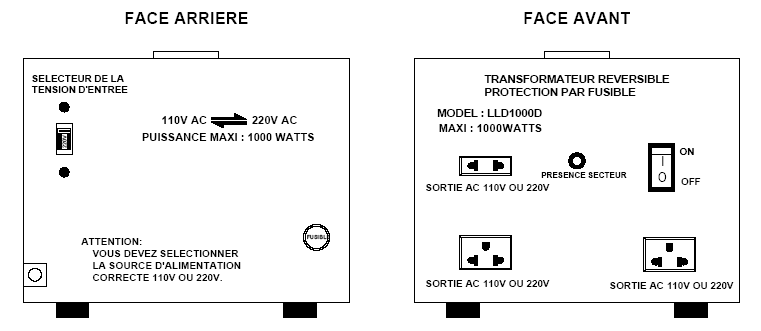 FACE ARRIERE
SELECTEUR DE LA
TENSION D'ENTREE
110V AC 220V AC
PUISSANCE MAXI : 1000 WATTS
FUSIBL
ATTENTION:
VOUS DEVEZ SELECTIONNER
LA SOURCE D'ALIMENTATION
CORRECTE 110V OU 220V.
FACE AVANT
TRANSFORMATEUR REVERSIBLE
PROTECTION PAR FUSIBLE
MODEL : LLD1000D
MAXI : 1000WATTS
SORTIE AC 110V OU 220V
PRESENCE SECTEUR
ON
I
O
OFF
SORTIE AC 110V OU 220V
SORTIE AC 110V OU 220V